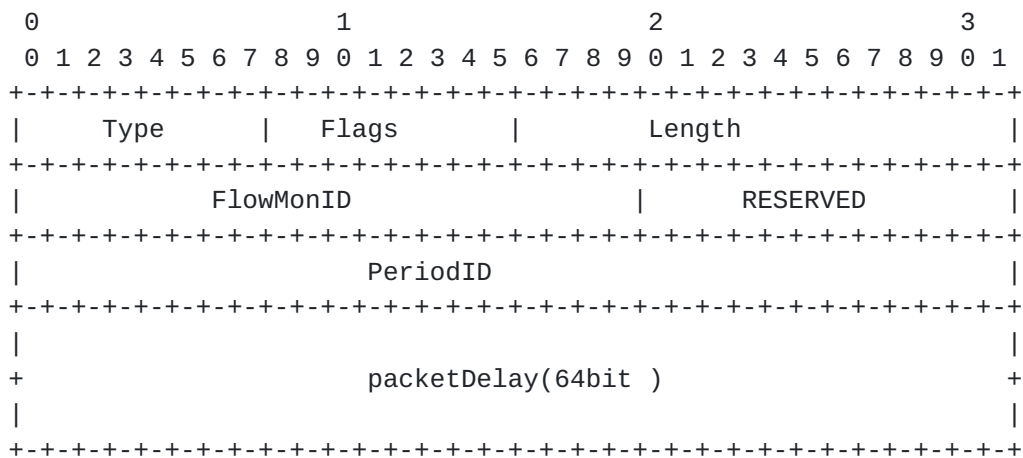 0                   1                   2                   3
 0 1 2 3 4 5 6 7 8 9 0 1 2 3 4 5 6 7 8 9 0 1 2 3 4 5 6 7 8 9 0 1
+-+-+-+-+-+-+-+-+-+-+-+-+-+-+-+-+-+-+-+-+-+-+-+-+-+-+-+-+-+-+-+-+
|     Type      |   Flags       |        Length                 |
+-+-+-+-+-+-+-+-+-+-+-+-+-+-+-+-+-+-+-+-+-+-+-+-+-+-+-+-+-+-+-+-+
|            FlowMonID                  |      RESERVED         |
+-+-+-+-+-+-+-+-+-+-+-+-+-+-+-+-+-+-+-+-+-+-+-+-+-+-+-+-+-+-+-+-+
|                      PeriodID                                 |
+-+-+-+-+-+-+-+-+-+-+-+-+-+-+-+-+-+-+-+-+-+-+-+-+-+-+-+-+-+-+-+-+
|                                                               |
+                      packetDelay(64bit )                      +
|                                                               |
+-+-+-+-+-+-+-+-+-+-+-+-+-+-+-+-+-+-+-+-+-+-+-+-+-+-+-+-+-+-+-+-+